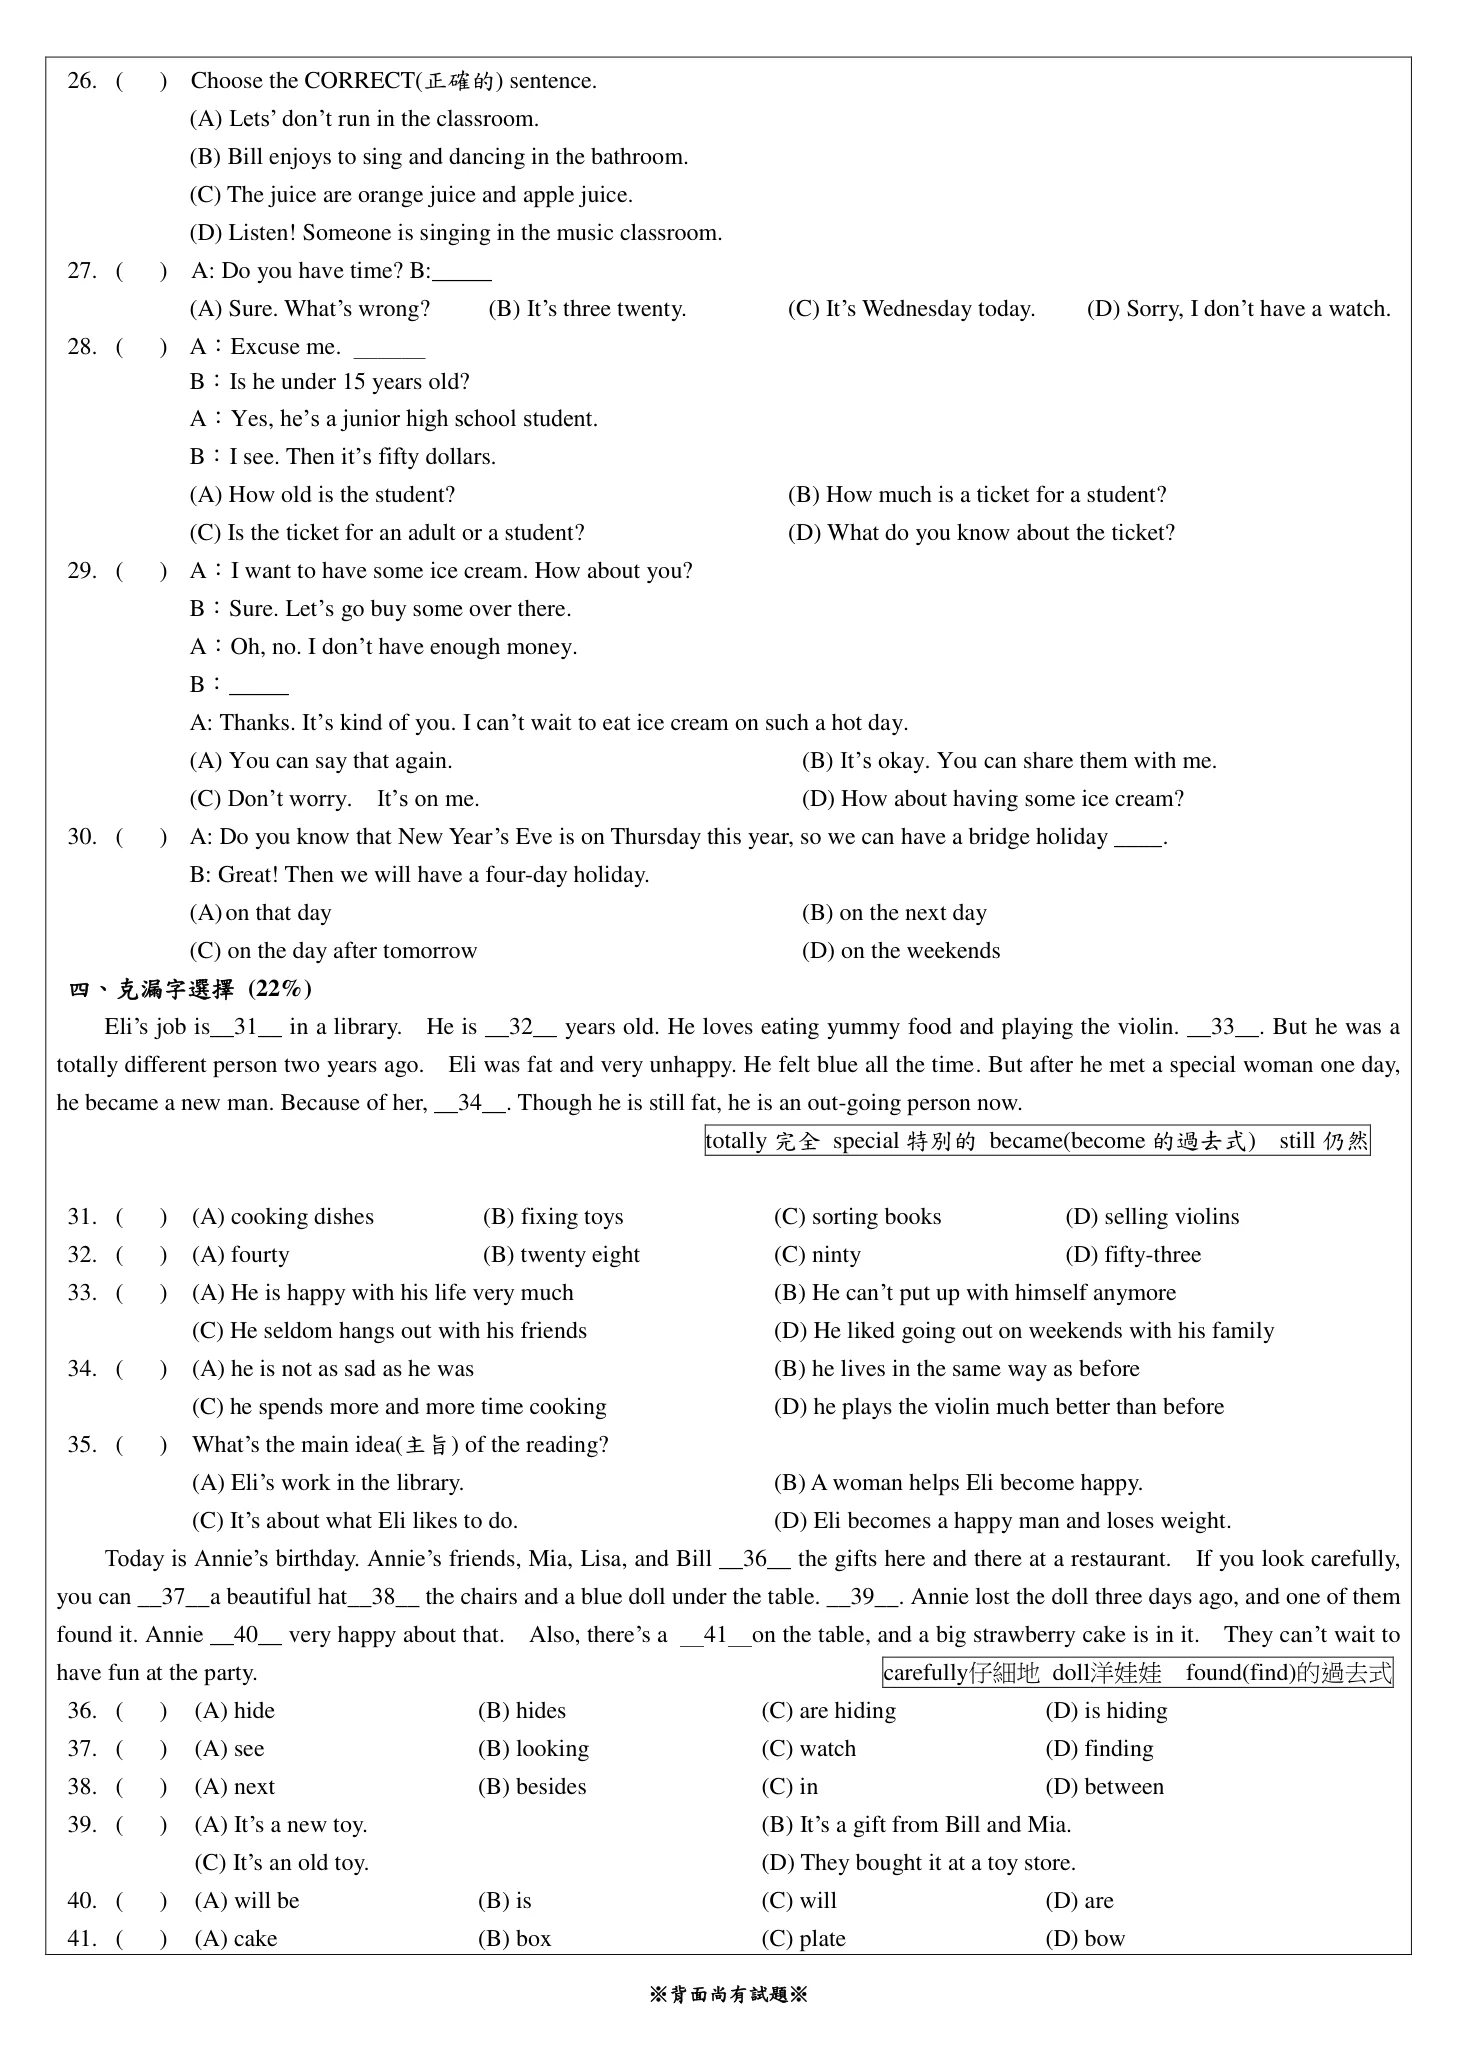 26. (　) Choose the CORRECT(正確的) sentence.
(A) Lets’ don’t run in the classroom.
(B) Bill enjoys to sing and dancing in the bathroom.
(C) The juice are orange juice and apple juice.
(D) Listen! Someone is singing in the music classroom.
27. (　) A: Do you have time? B:_____
(A) Sure. What’s wrong? (B) It’s three twenty. (C) It’s Wednesday today. (D) Sorry, I don’t have a watch.
28. (　) A：Excuse me. ______
B：Is he under 15 years old?
A：Yes, he’s a junior high school student.
B：I see. Then it’s fifty dollars.
(A) How old is the student? (B) How much is a ticket for a student?
(C) Is the ticket for an adult or a student? (D) What do you know about the ticket?
29. (　) A：I want to have some ice cream. How about you?
B：Sure. Let’s go buy some over there.
A：Oh, no. I don’t have enough money.
B：_____
A: Thanks. It’s kind of you. I can’t wait to eat ice cream on such a hot day.
(A) You can say that again. (B) It’s okay. You can share them with me.
(C) Don’t worry. It’s on me. (D) How about having some ice cream?
30. (　) A: Do you know that New Year’s Eve is on Thursday this year, so we can have a bridge holiday ____.
B: Great! Then we will have a four-day holiday.
(A) on that day (B) on the next day
(C) on the day after tomorrow (D) on the weekends
四、克漏字選擇 (22%)
Eli’s job is__31__ in a library. He is __32__ years old. He loves eating yummy food and playing the violin. __33__. But he was a
totally different person two years ago. Eli was fat and very unhappy. He felt blue all the time. But after he met a special woman one day,
he became a new man. Because of her, __34__. Though he is still fat, he is an out-going person now.
totally 完全 special 特別的 became(become 的過去式) still 仍然
31. (　) (A) cooking dishes (B) fixing toys (C) sorting books (D) selling violins
32. (　) (A) fourty (B) twenty eight (C) ninty (D) fifty-three
33. (　) (A) He is happy with his life very much (B) He can’t put up with himself anymore
(C) He seldom hangs out with his friends (D) He liked going out on weekends with his family
34. (　) (A) he is not as sad as he was (B) he lives in the same way as before
(C) he spends more and more time cooking (D) he plays the violin much better than before
35. (　) What’s the main idea(主旨) of the reading?
(A) Eli’s work in the library. (B) A woman helps Eli become happy.
(C) It’s about what Eli likes to do. (D) Eli becomes a happy man and loses weight.
Today is Annie’s birthday. Annie’s friends, Mia, Lisa, and Bill __36__ the gifts here and there at a restaurant. If you look carefully,
you can __37__a beautiful hat__38__ the chairs and a blue doll under the table. __39__. Annie lost the doll three days ago, and one of them
found it. Annie __40__ very happy about that. Also, there’s a __41__on the table, and a big strawberry cake is in it. They can’t wait to
have fun at the party. carefully仔細地 doll洋娃娃 found(find)的過去式
36. (　) (A) hide (B) hides (C) are hiding (D) is hiding
37. (　) (A) see (B) looking (C) watch (D) finding
38. (　) (A) next (B) besides (C) in (D) between
39. (　) (A) It’s a new toy. (B) It’s a gift from Bill and Mia.
(C) It’s an old toy. (D) They bought it at a toy store.
40. (　) (A) will be (B) is (C) will (D) are
41. (　) (A) cake (B) box (C) plate (D) bow
※背面尚有試題※